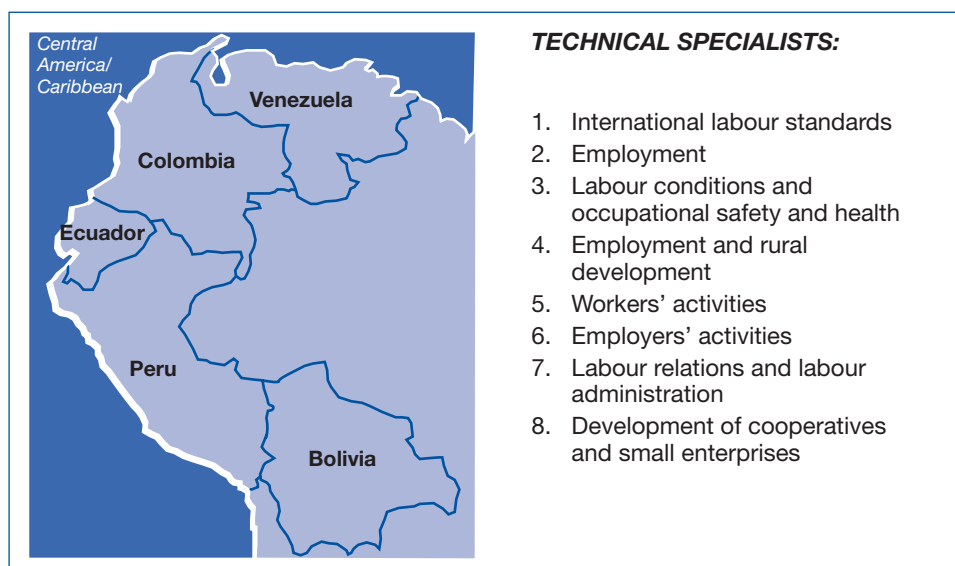 Central
America/
Caribbean
Venezuela
Colombia
Ecuador
Peru
Bolivia
TECHNICAL SPECIALISTS:
1. International labour standards
2. Employment
3. Labour conditions and
occupational safety and health
4. Employment and rural
development
5. Workers’ activities
6. Employers’ activities
7. Labour relations and labour
administration
8. Development of cooperatives
and small enterprises